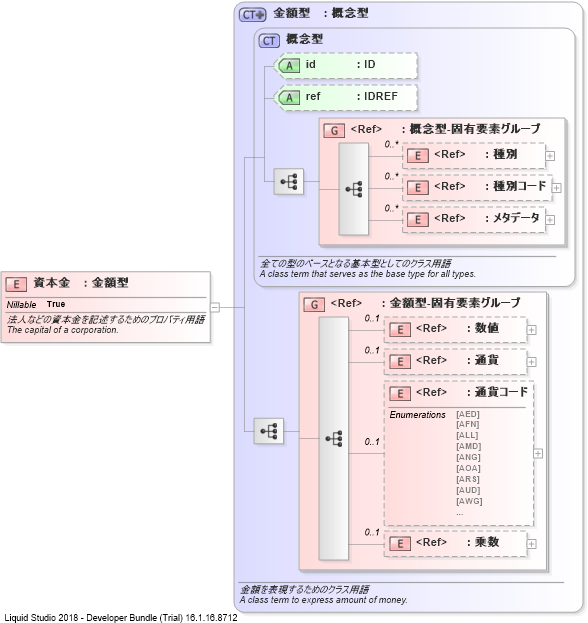 CT 金額型 : 概念型
CT 概念型
A id : ID
A ref : IDREF
G <Ref> : 概念型-固有要素グループ
0..*
E <Ref> : 種別
0..*
E <Ref> : 種別コード
0..*
E <Ref> : メタデータ
全ての型のベースとなる基本型としてのクラス用語
A class term that serves as the base type for all types.
E 資本金 : 金額型
Nillable True
法人などの資本金を記述するためのプロパティ用語
The capital of a corporation.
G <Ref> : 金額型-固有要素グループ
0..1
E <Ref> : 数値
0..1
E <Ref> : 通貨
0..1
E <Ref> : 通貨コード
Enumerations [AED]
[AFN]
[ALL]
[AMD]
[ANG]
[AOA]
[ARS]
[AUD]
[AWG]
...
0..1
E <Ref> : 乗数
金額を表現するためのクラス用語
A class term to express amount of money.
Liquid Studio 2018 - Developer Bundle (Trial) 16.1.16.8712